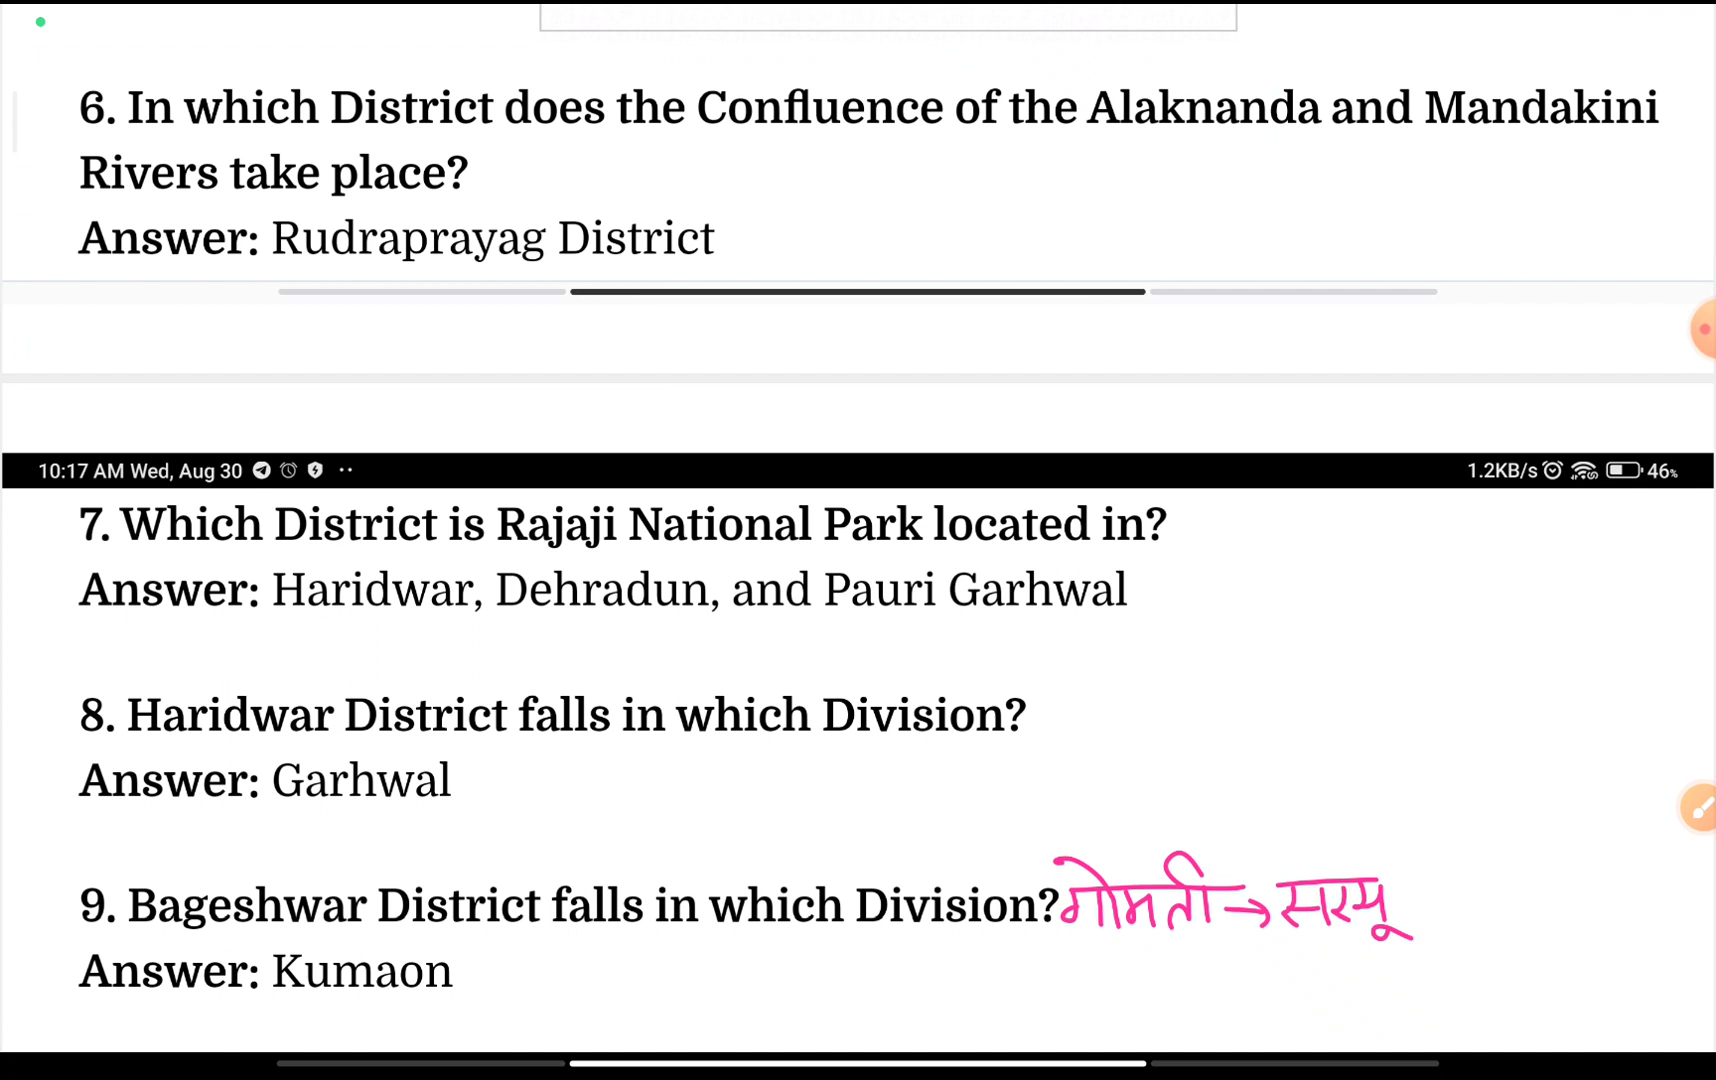 6. In which District does the Confluence of the Alaknanda and Mandakini
Rivers take place?
Answer: Rudraprayag District
10:17 AM Wed, Aug 30 1.2KB/s 46%
7. Which District is Rajaji National Park located in?
Answer: Haridwar, Dehradun, and Pauri Garhwal
8. Haridwar District falls in which Division?
Answer: Garhwal
9. Bageshwar District falls in which Division? गोमती → सरयू
Answer: Kumaon